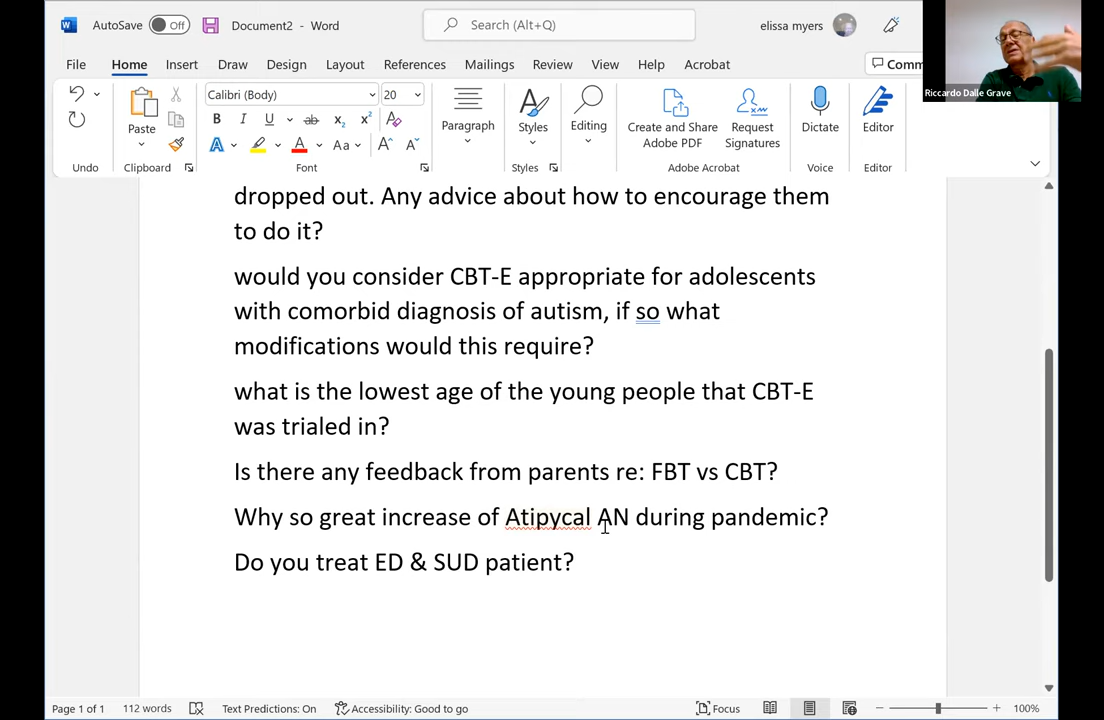 AutoSave Off Document2 - Word Search (Alt+Q) elissa myers
File Home Insert Draw Design Layout References Mailings Review View Help Acrobat Comm
Riccardo Dalle Grave
Calibri (Body) 20
Paste Paragraph Styles Editing Create and Share Adobe PDF Request Signatures Dictate Editor
B I U ab x₂ x² A
A A Aa A A
Undo Clipboard Font Styles Adobe Acrobat Voice Editor
dropped out. Any advice about how to encourage them
to do it?
would you consider CBT-E appropriate for adolescents
with comorbid diagnosis of autism, if so what
modifications would this require?
what is the lowest age of the young people that CBT-E
was trialed in?
Is there any feedback from parents re: FBT vs CBT?
Why so great increase of Atipycal AN during pandemic?
Do you treat ED & SUD patient?
Page 1 of 1 112 words Text Predictions: On Accessibility: Good to go Focus 100%